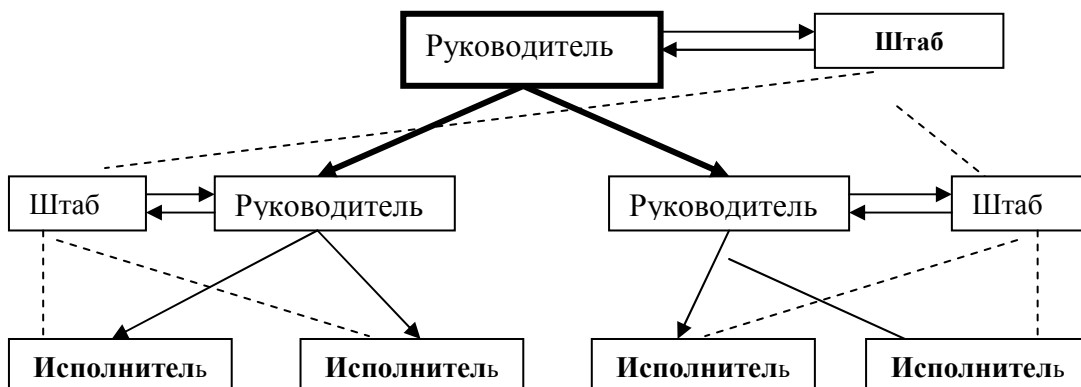 Руководитель
Штаб
Штаб
Руководитель
Руководитель
Штаб
Исполнитель
Исполнитель
Исполнитель
Исполнитель